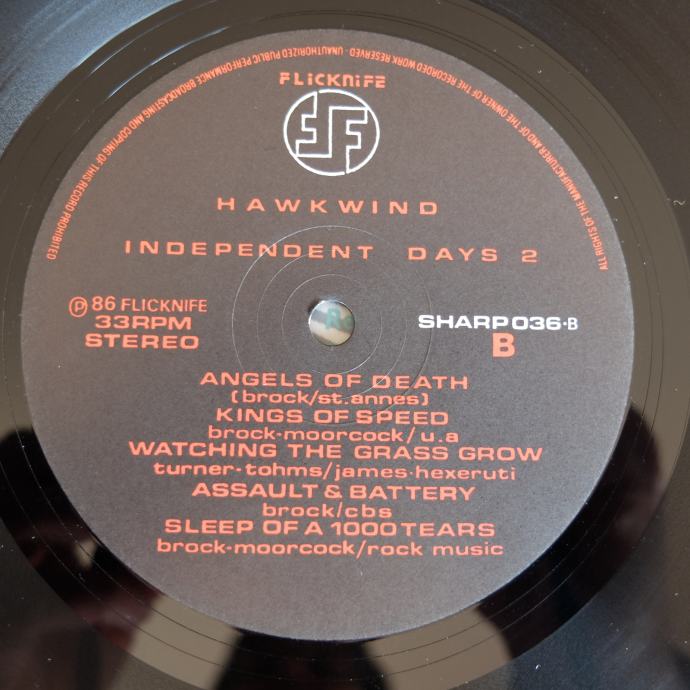 ALL RIGHTS OF THE MANUFACTURER AND OF THE OWNER OF THE RECORDED WORK RESERVED · UNAUTHORIZED PUBLIC PERFORMANCE BROADCASTING AND COPYING OF THIS RECORD PROHIBITED
FLICKNIFE
HAWKWIND
INDEPENDENT DAYS 2
℗ 86 FLICKNIFE
33RPM
STEREO
SHARP 036·B
B
ANGELS OF DEATH
(brock/st.annes)
KINGS OF SPEED
brock-moorcock/u.a
WATCHING THE GRASS GROW
turner-tohms/james-hexeruti
ASSAULT & BATTERY
brock/cbs
SLEEP OF A 1000 TEARS
brock-moorcock/rock music